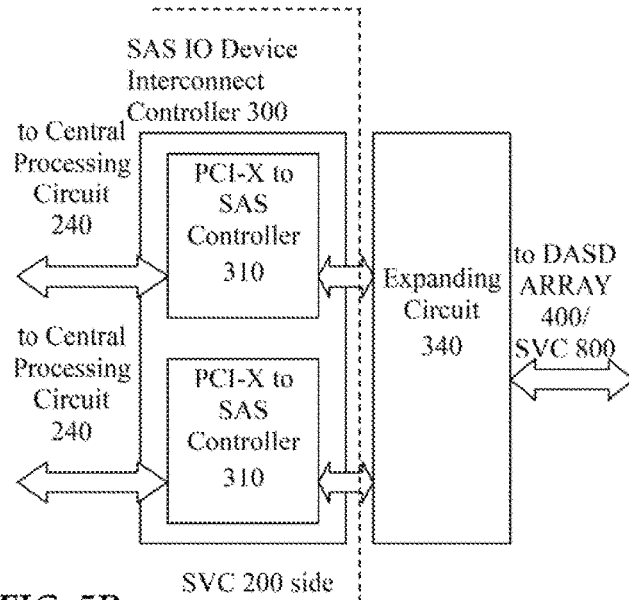 SAS IO Device
Interconnect
Controller 300
to Central
Processing
Circuit
240
PCI-X to
SAS
Controller
310
to Central
Processing
Circuit
240
PCI-X to
SAS
Controller
310
Expanding
Circuit
340
to DASD
ARRAY
400/
SVC 800
SVC 200 side
FIG. 5B